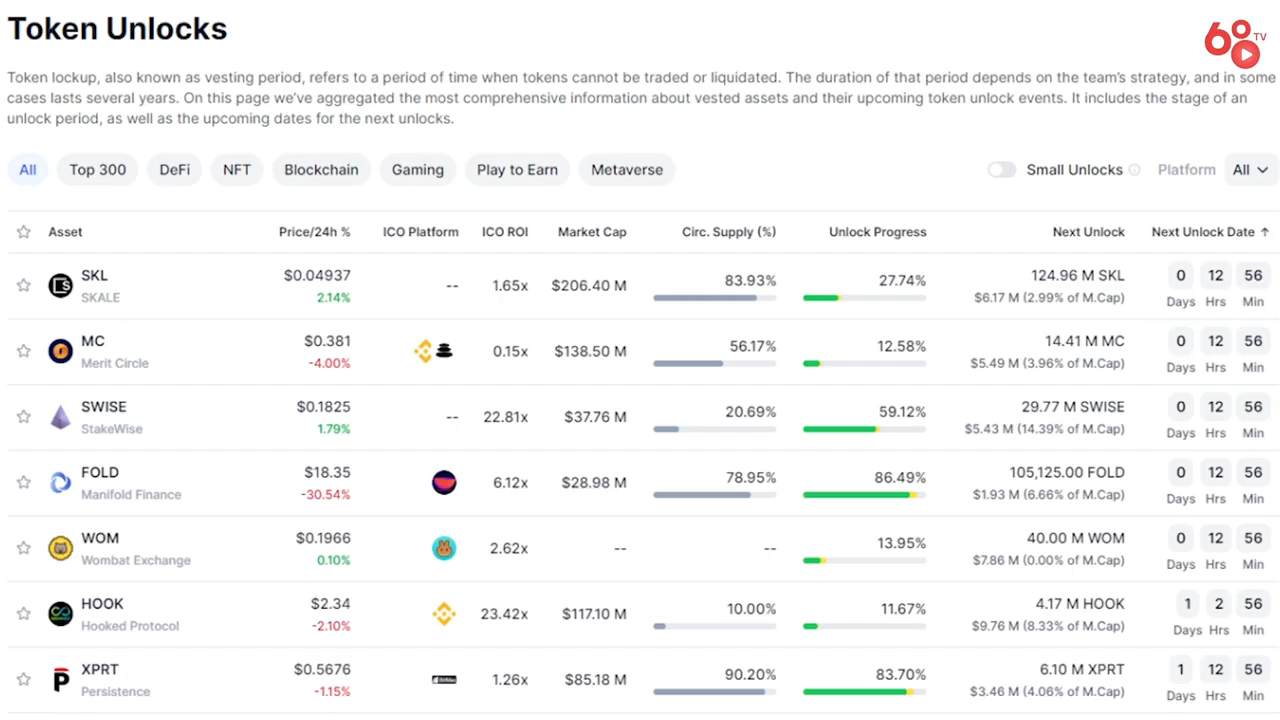 Token Unlocks
60 TV
Token lockup, also known as vesting period, refers to a period of time when tokens cannot be traded or liquidated. The duration of that period depends on the team's strategy, and in some
cases lasts several years. On this page we've aggregated the most comprehensive information about vested assets and their upcoming token unlock events. It includes the stage of an
unlock period, as well as the upcoming dates for the next unlocks.
All Top 300 DeFi NFT Blockchain Gaming Play to Earn Metaverse Small Unlocks Platform All
Asset Price/24h % ICO Platform ICO ROI Market Cap Circ. Supply (%) Unlock Progress Next Unlock Next Unlock Date ↑
SKL $0.04937 -- 1.65x $206.40 M 83.93% 27.74% 124.96 M SKL 0 12 56
SKALE 2.14% $6.17 M (2.99% of M.Cap) Days Hrs Min
MC $0.381 0.15x $138.50 M 56.17% 12.58% 14.41 M MC 0 12 56
Merit Circle -4.00% $5.49 M (3.96% of M.Cap) Days Hrs Min
SWISE $0.1825 -- 22.81x $37.76 M 20.69% 59.12% 29.77 M SWISE 0 12 56
StakeWise 1.79% $5.43 M (14.39% of M.Cap) Days Hrs Min
FOLD $18.35 6.12x $28.98 M 78.95% 86.49% 105,125.00 FOLD 0 12 56
Manifold Finance -30.54% $1.93 M (6.66% of M.Cap) Days Hrs Min
WOM $0.1966 2.62x -- -- 13.95% 40.00 M WOM 0 12 56
Wombat Exchange 0.10% $7.86 M (0.00% of M.Cap) Days Hrs Min
HOOK $2.34 23.42x $117.10 M 10.00% 11.67% 4.17 M HOOK 1 2 56
Hooked Protocol -2.10% $9.76 M (8.33% of M.Cap) Days Hrs Min
XPRT $0.5676 1.26x $85.18 M 90.20% 83.70% 6.10 M XPRT 1 12 56
Persistence -1.15% $3.46 M (4.06% of M.Cap) Days Hrs Min